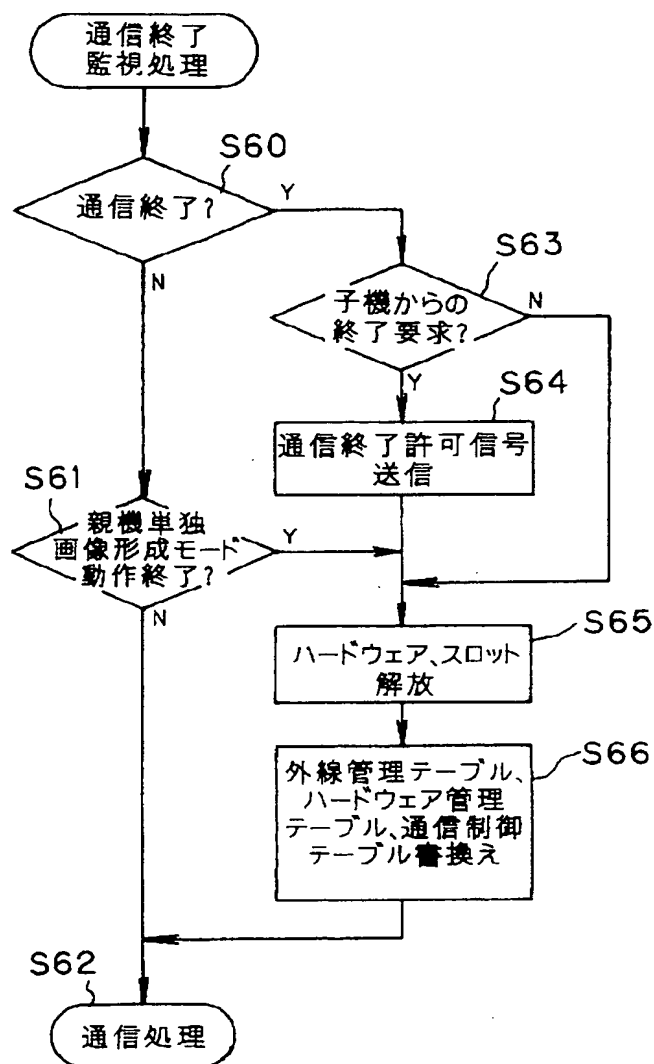 通信終了
監視処理
S60
通信終了?
Y
N
S63
子機からの
終了要求?
N
Y
S64
通信終了許可信号
送信
S61
親機単独
画像形成モード
動作終了?
Y
N
S65
ハードウェア、スロット
解放
S66
外線管理テーブル、
ハードウェア管理
テーブル、通信制御
テーブル書換え
S62
通信処理